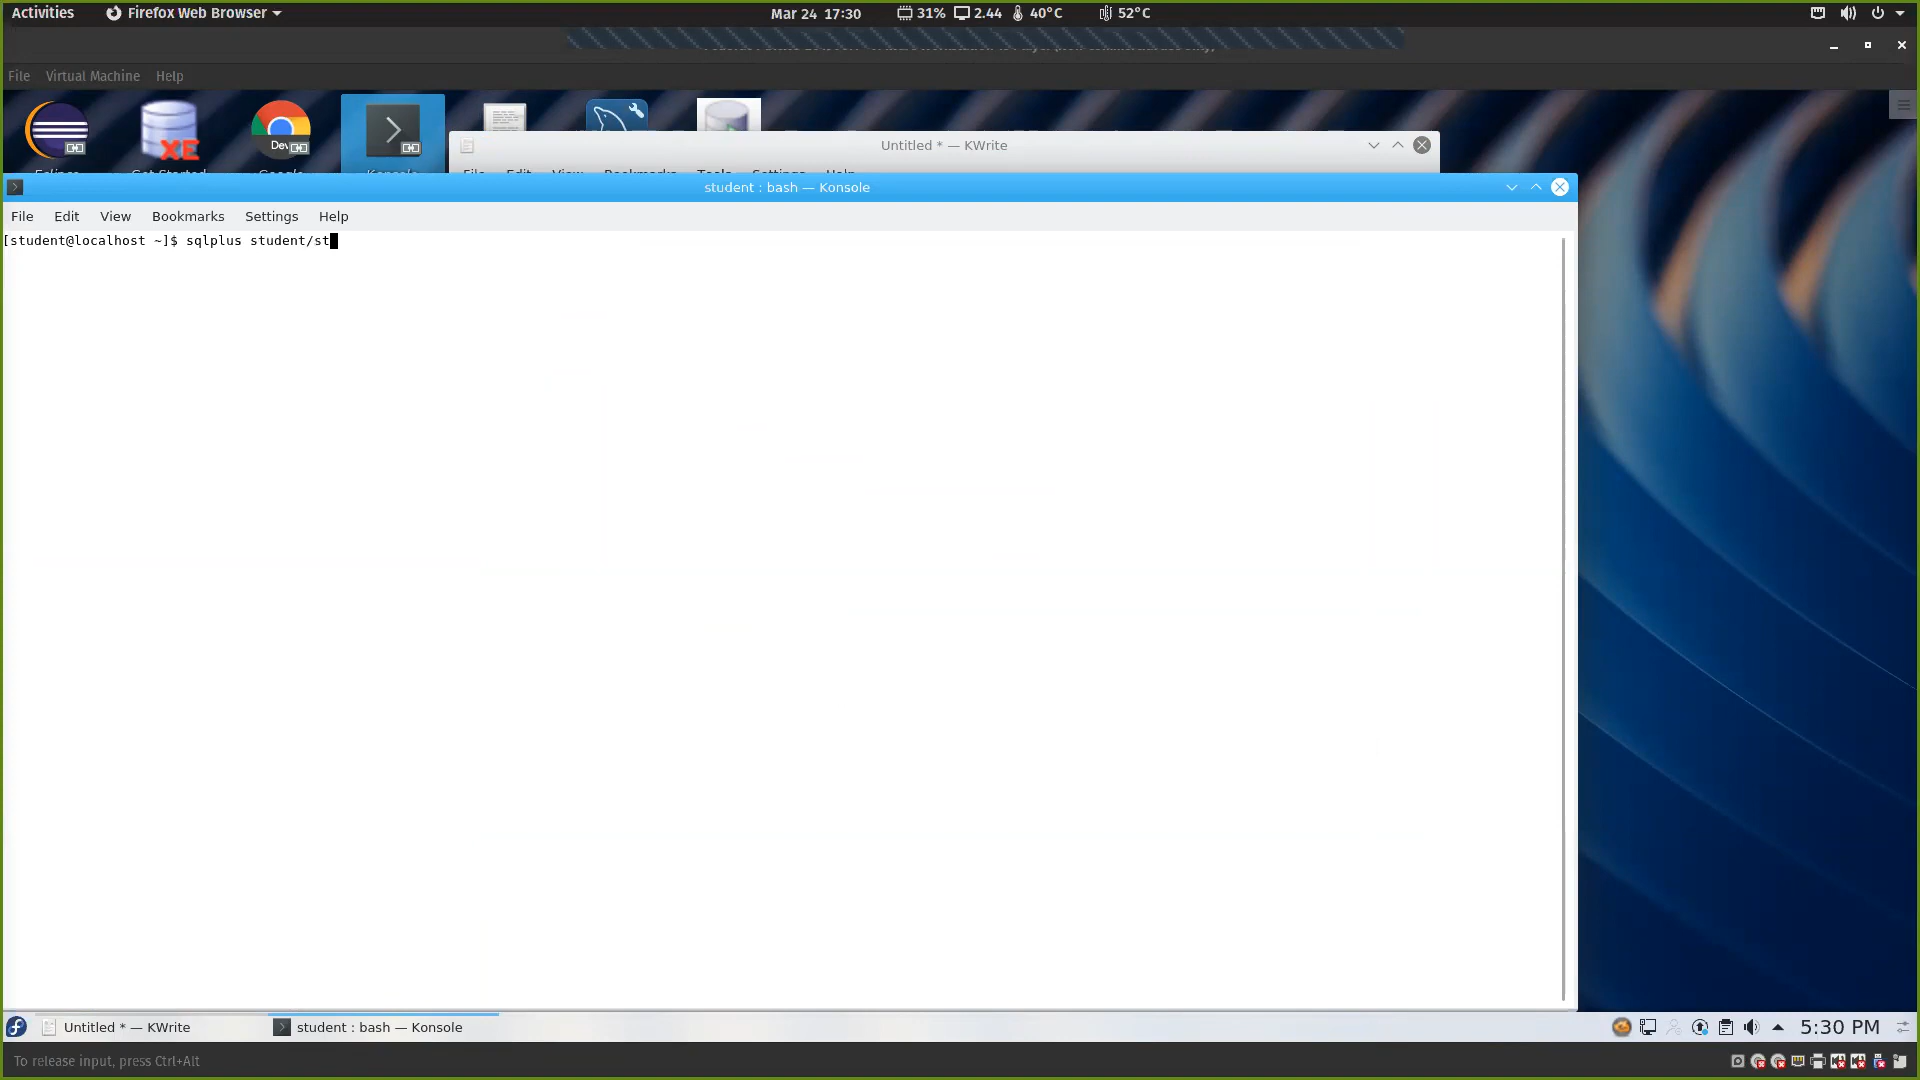 Activities
Firefox Web Browser
Mar 24 17:30
31%
2.44
40°C
52°C
File Virtual Machine Help
XE
Dev
Untitled * — KWrite
student : bash — Konsole
File Edit View Bookmarks Settings Help
[student@localhost ~]$ sqlplus student/st
Untitled * — KWrite
student : bash — Konsole
5:30 PM
To release input, press Ctrl+Alt